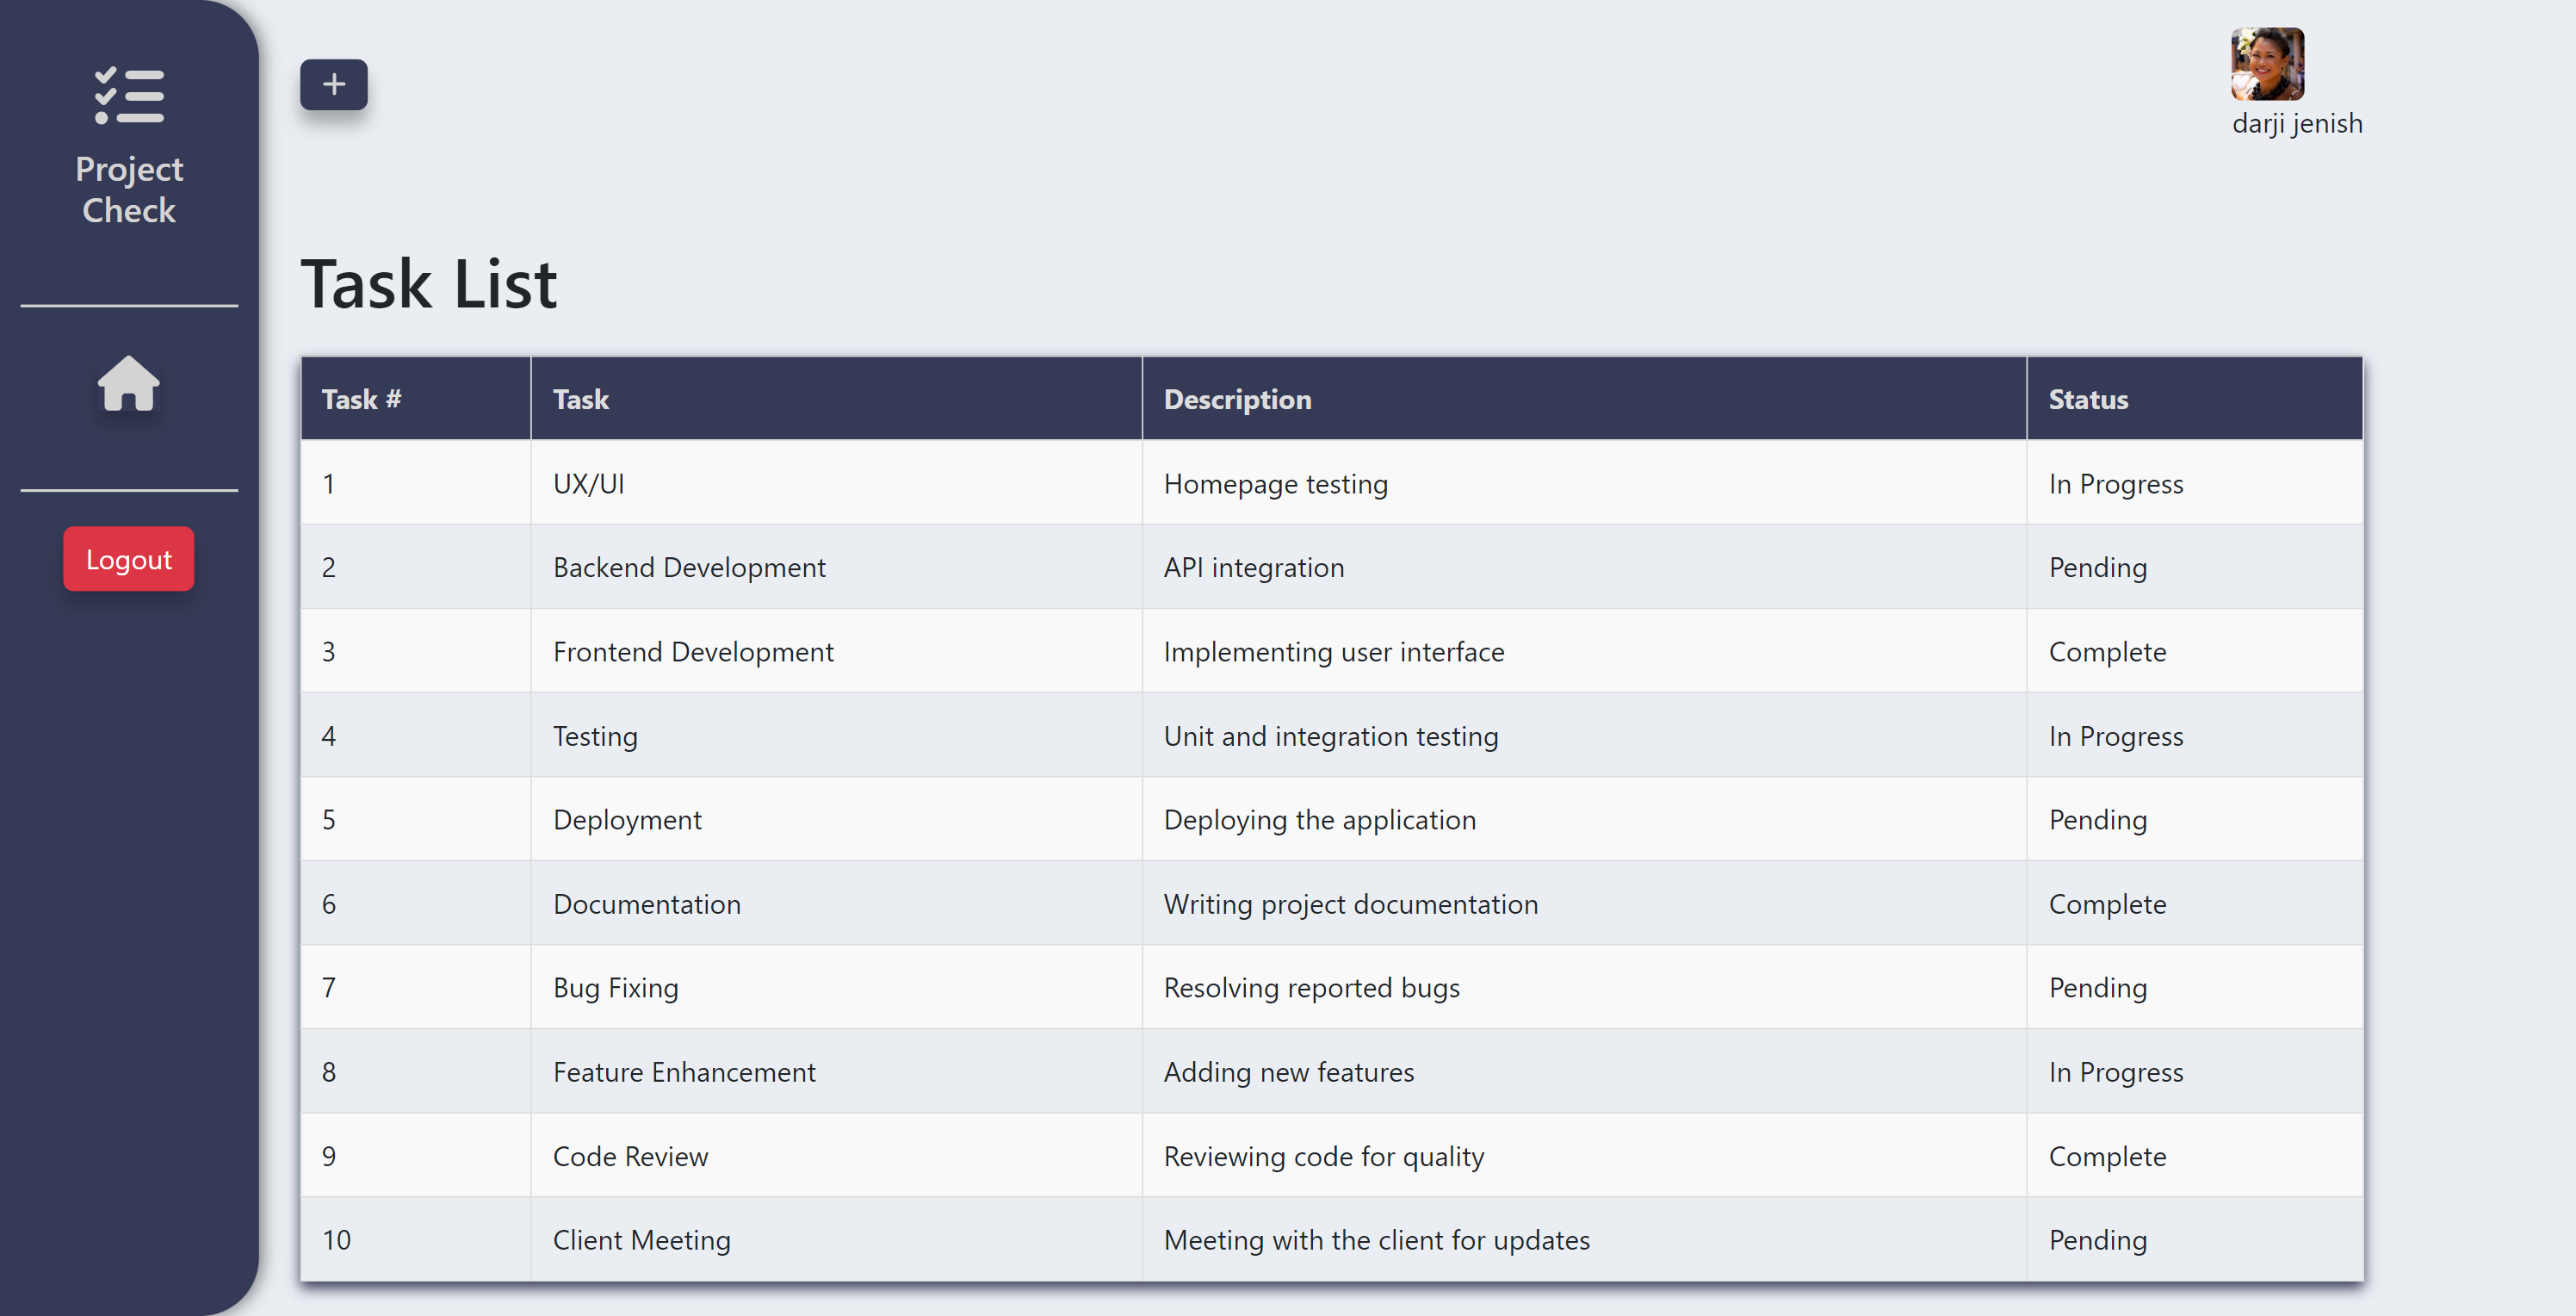 Project
Check
Logout
+
darji jenish
Task List
Task # Task Description Status
1 UX/UI Homepage testing In Progress
2 Backend Development API integration Pending
3 Frontend Development Implementing user interface Complete
4 Testing Unit and integration testing In Progress
5 Deployment Deploying the application Pending
6 Documentation Writing project documentation Complete
7 Bug Fixing Resolving reported bugs Pending
8 Feature Enhancement Adding new features In Progress
9 Code Review Reviewing code for quality Complete
10 Client Meeting Meeting with the client for updates Pending